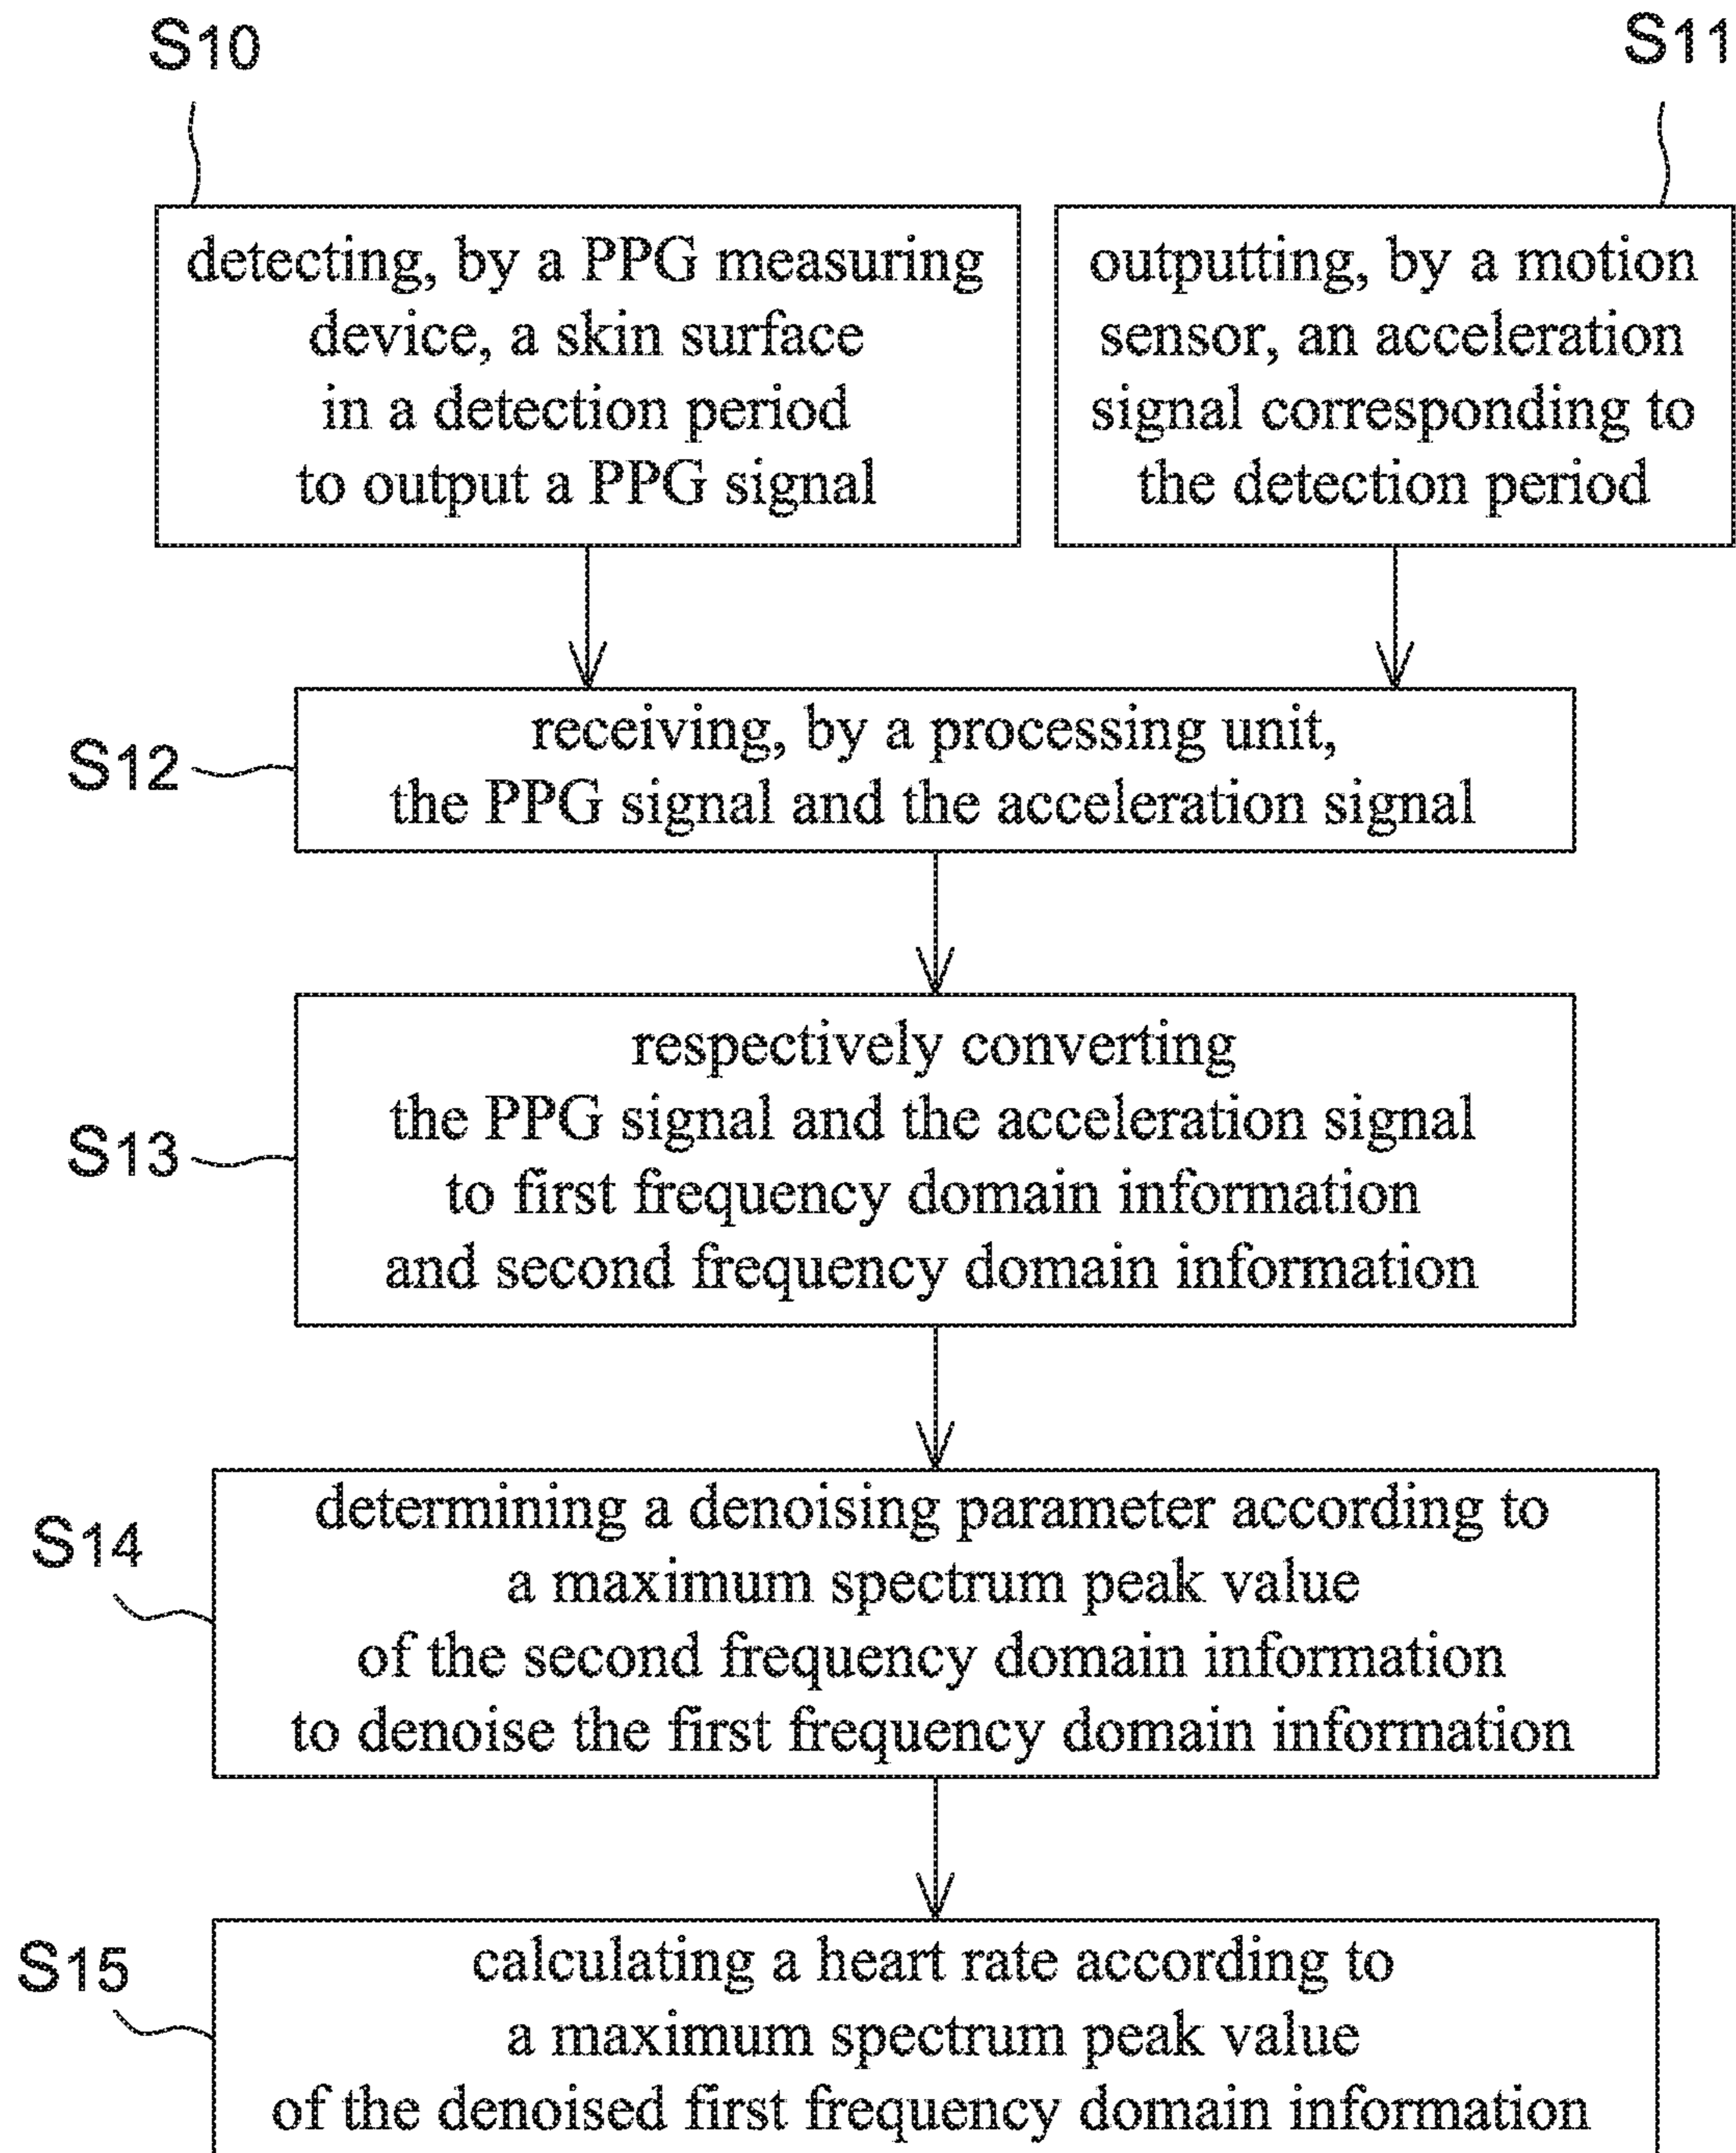 S10
S11
detecting, by a PPG measuring
device, a skin surface
in a detection period
to output a PPG signal
outputting, by a motion
sensor, an acceleration
signal corresponding to
the detection period
S12
receiving, by a processing unit,
the PPG signal and the acceleration signal
S13
respectively converting
the PPG signal and the acceleration signal
to first frequency domain information
and second frequency domain information
S14
determining a denoising parameter according to
a maximum spectrum peak value
of the second frequency domain information
to denoise the first frequency domain information
S15
calculating a heart rate according to
a maximum spectrum peak value
of the denoised first frequency domain information